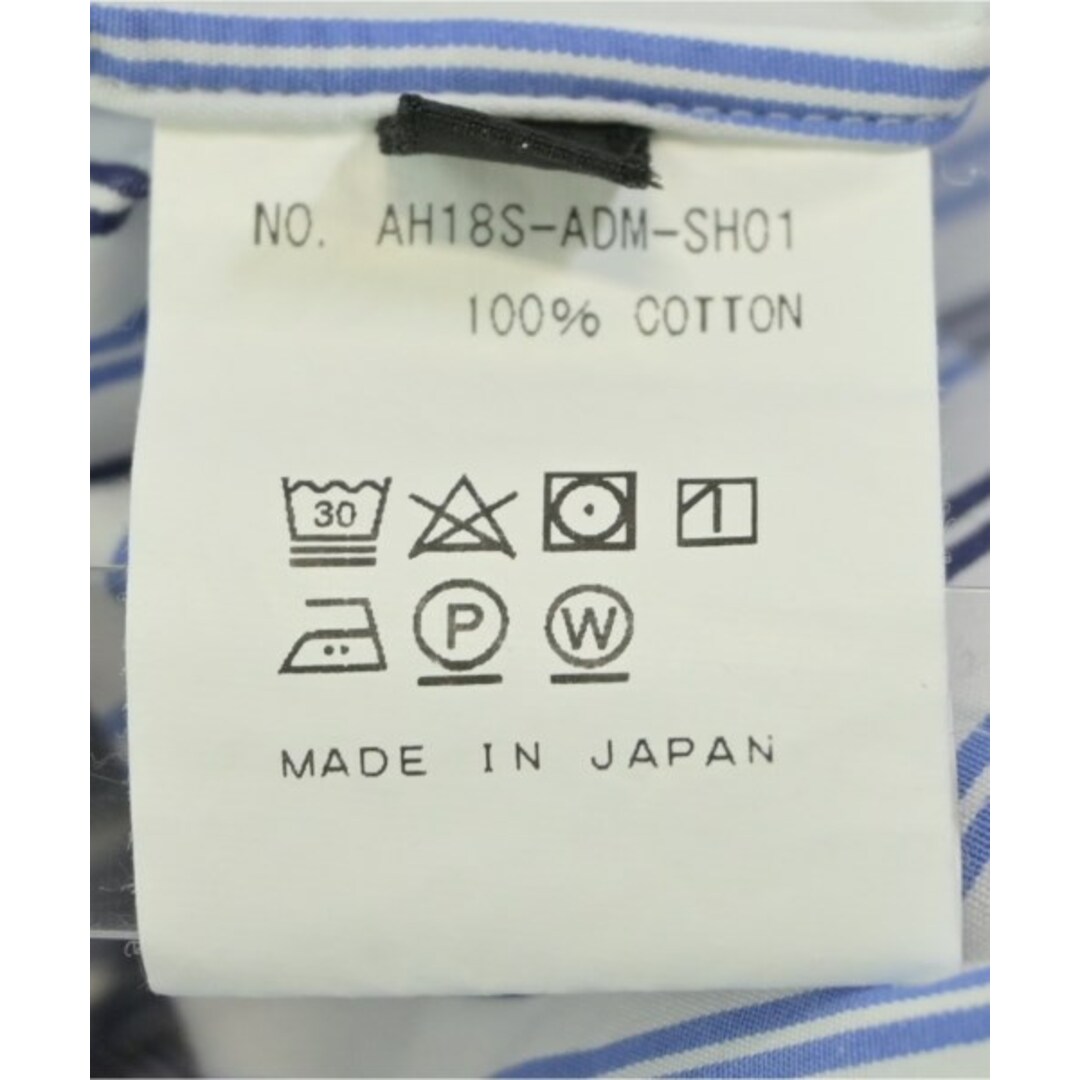 NO. AH18S-ADM-SH01
100% COTTON
30
P W
MADE IN JAPAN